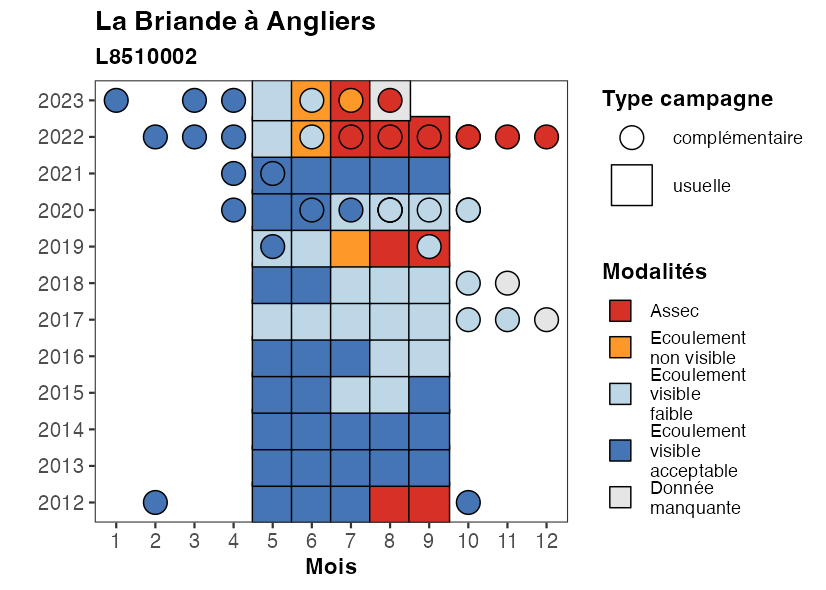 La Briande à Angliers
L8510002
2023
2022
2021
2020
2019
2018
2017
2016
2015
2014
2013
2012
1 2 3 4 5 6 7 8 9 10 11 12
Mois
Type campagne
complémentaire
usuelle
Modalités
Assec
Ecoulement
non visible
Ecoulement
visible
faible
Ecoulement
visible
acceptable
Donnée
manquante